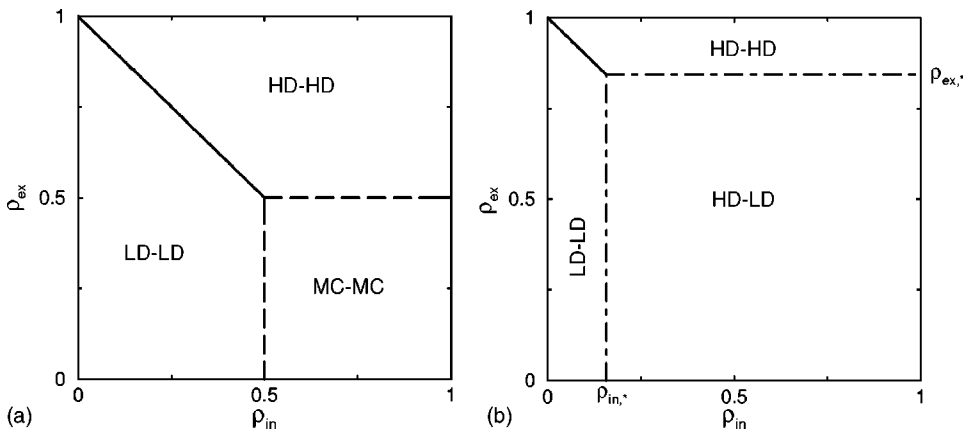 1
HD-HD
ρex
0.5
LD-LD
MC-MC
0
0
0.5
1
(a)
ρin
1
HD-HD
ρex,*
ρex
0.5
HD-LD
LD-LD
0
0
ρin,*
0.5
1
(b)
ρin